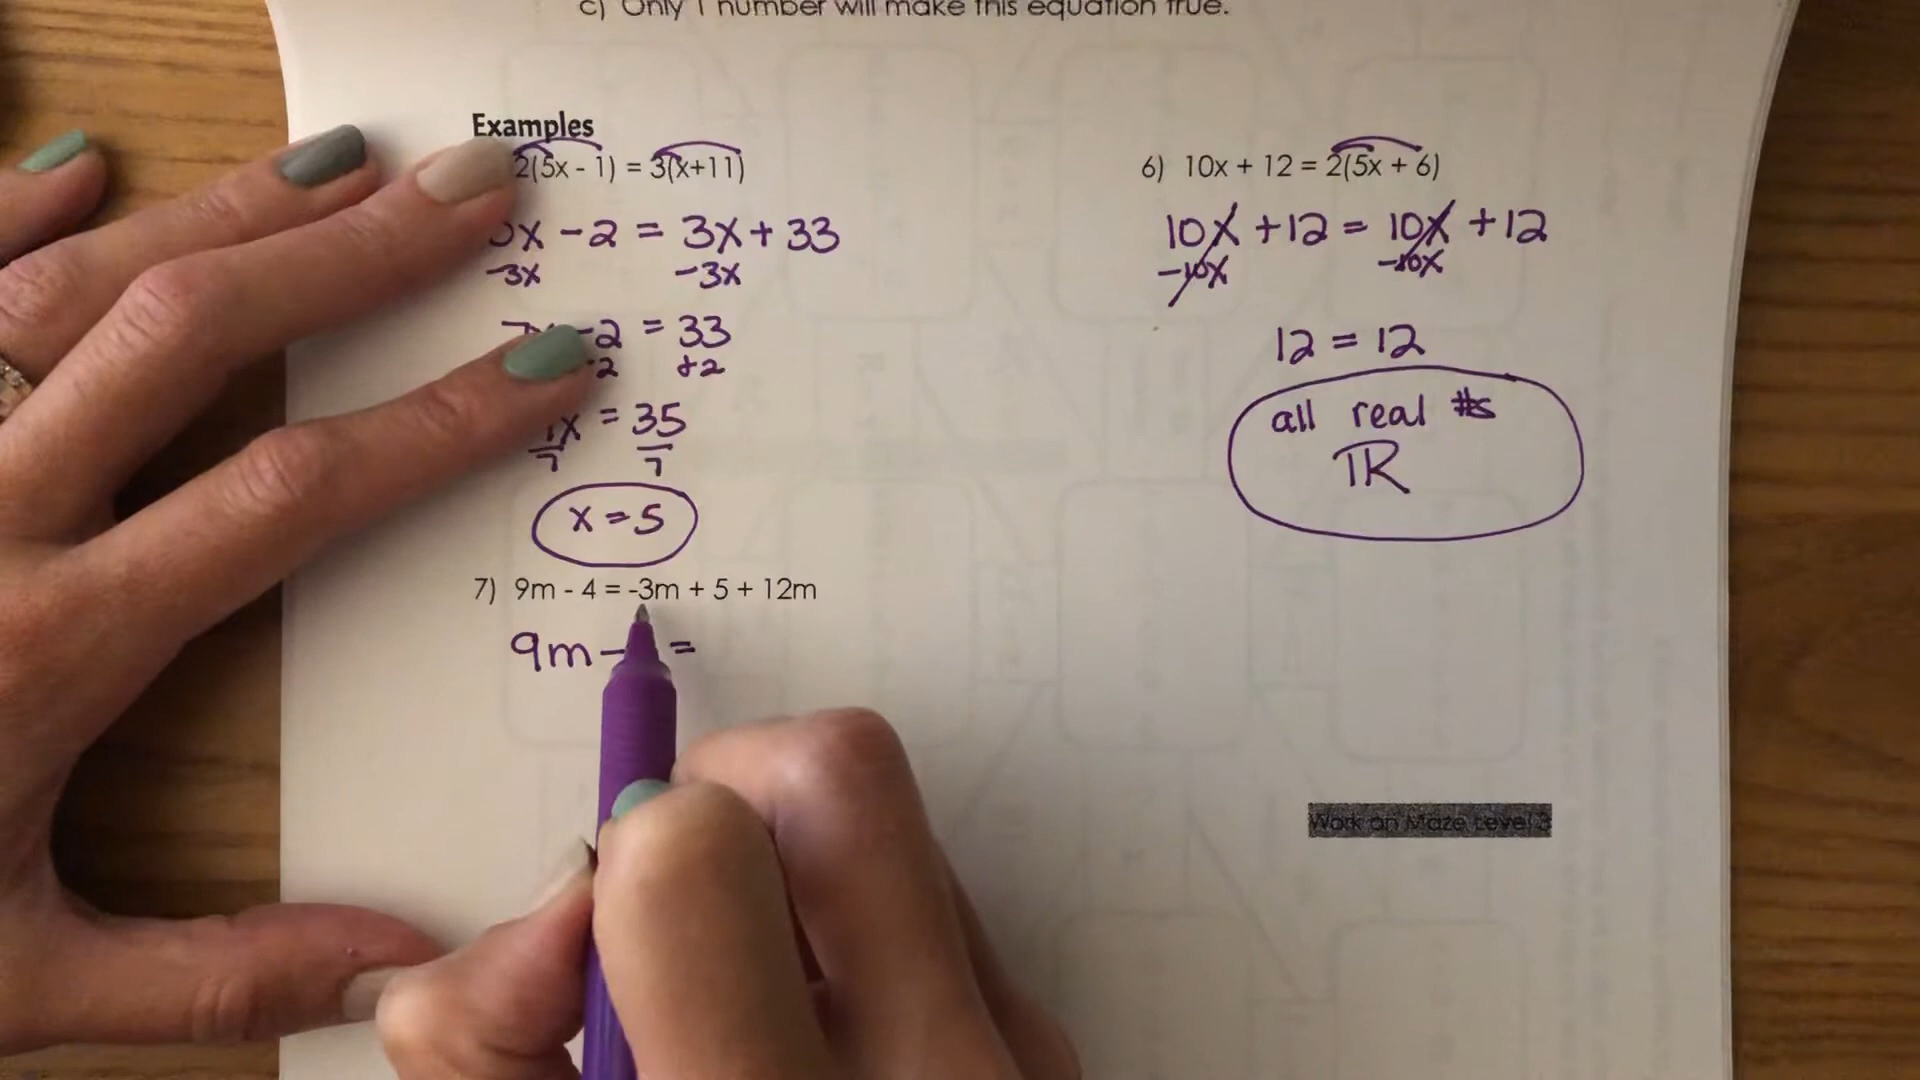 c) Only 1 number will make this equation true.
Examples
2(5x - 1) = 3(x+11)
x - 2 = 3x + 33
-3x -3x
-2 = 33
2 +2
x = 35
7 7
x = 5
6) 10x + 12 = 2(5x + 6)
10x + 12 = 10x + 12
-10x -10x
12 = 12
all real #s
ℝ
7) 9m - 4 = -3m + 5 + 12m
9m - =
Work on Maze Level 3